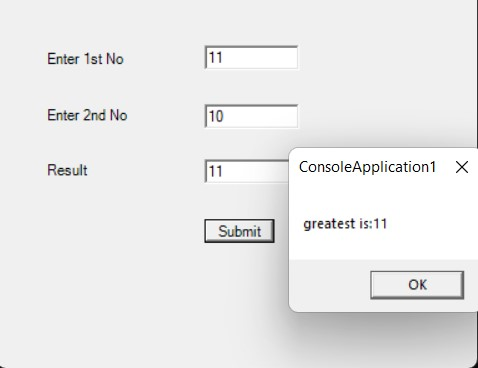 Enter 1st No
11
Enter 2nd No
10
Result
11
Submit
ConsoleApplication1
greatest is:11
OK